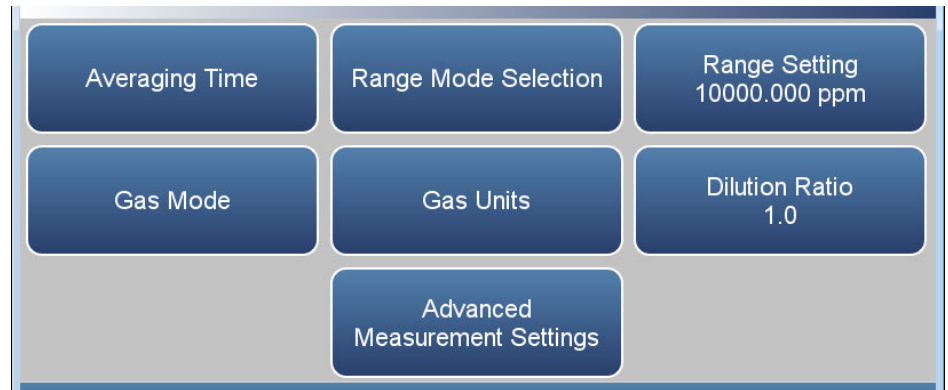 Averaging Time
Range Mode Selection
Range Setting
10000.000 ppm
Gas Mode
Gas Units
Dilution Ratio
1.0
Advanced
Measurement Settings